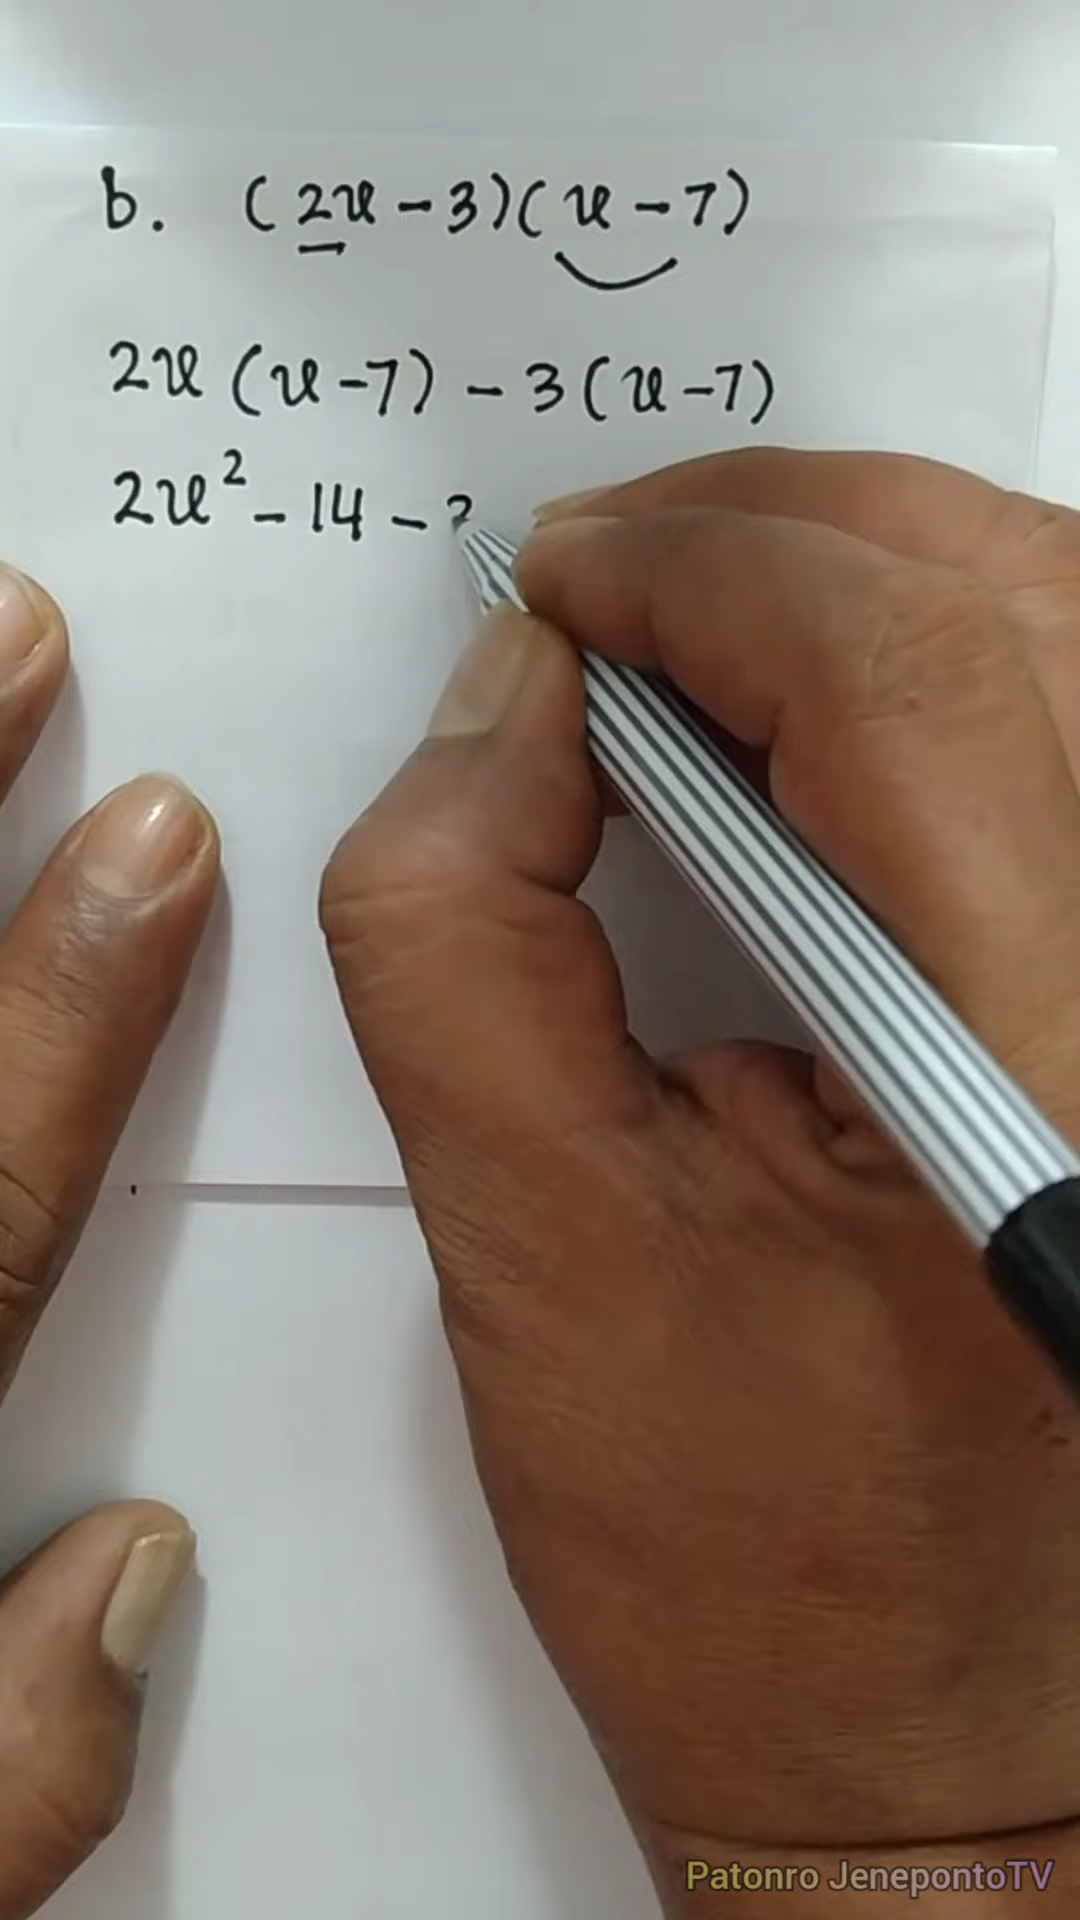 b. (2x - 3)(x - 7)
2x (x - 7) - 3 (x - 7)
2x² - 14 -
Patonro JenepontoTV